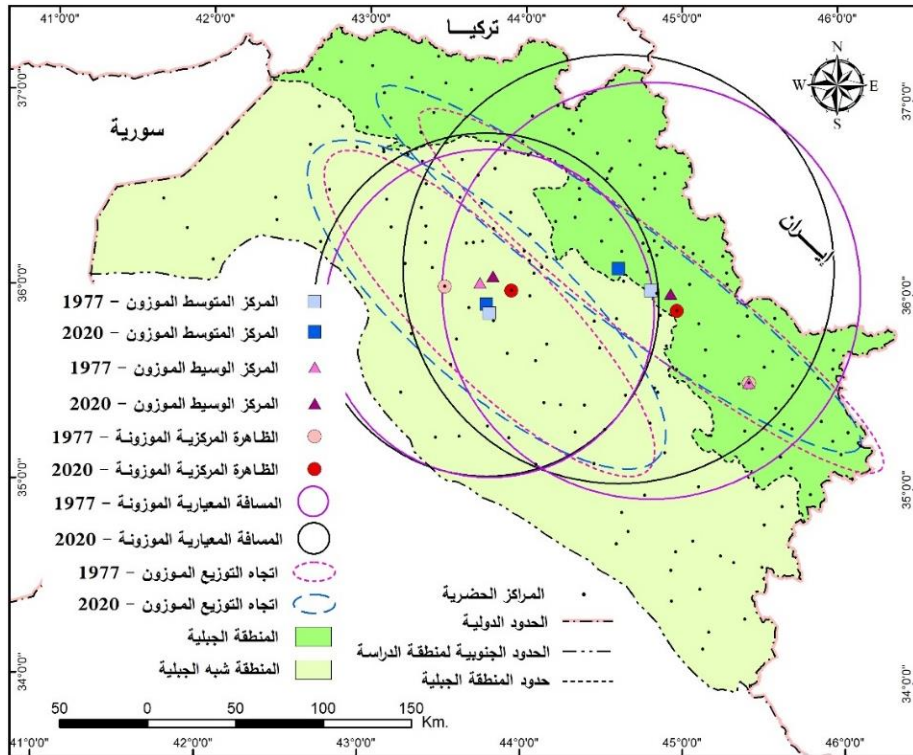 41°0'0" 42°0'0" 43°0'0" 44°0'0" 45°0'0" 46°0'0"
تركيـــا
N
W E
S
37°0'0" 37°0'0"
سورية
إيــران
36°0'0" 36°0'0"
المركز المتوسط الموزون – 1977
المركز المتوسط الموزون – 2020
المركز الوسيط الموزون – 1977
المركز الوسيط الموزون – 2020
الظاهرة المركزية الموزونة – 1977
الظاهرة المركزية الموزونة – 2020
35°0'0" 35°0'0"
المسافة المعيارية الموزونة – 1977
المسافة المعيارية الموزونة – 2020
اتجاه التوزيع الموزون – 1977
اتجاه التوزيع الموزون – 2020
المنطقة الجبلية
المنطقة شبه الجبلية
المراكز الحضرية
الحدود الدولية
الحدود الجنوبية لمنطقة الدراسة
حدود المنطقة الجبلية
34°0'0" 34°0'0"
50 0 50 100 150
Km.
41°0'0" 42°0'0" 43°0'0" 44°0'0" 45°0'0" 46°0'0"